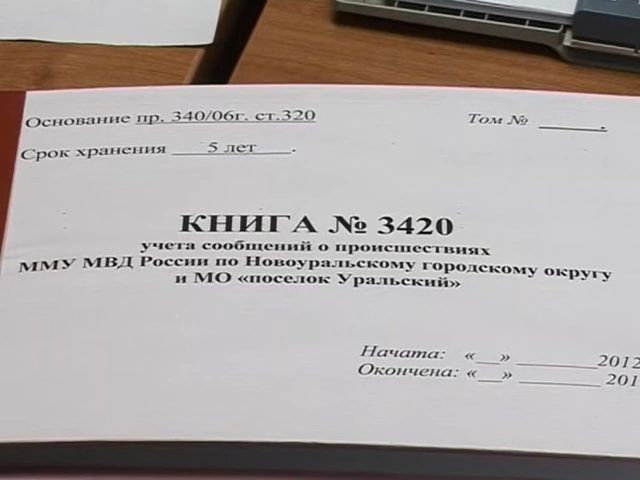 Основание пр. 340/06г. ст.320
Том № ______.
Срок хранения ___5 лет____.
КНИГА № 3420
учета сообщений о происшествиях
ММУ МВД России по Новоуральскому городскому округу
и МО «поселок Уральский»
Начата: «__» ________2012
Окончена: «__» ________ 201